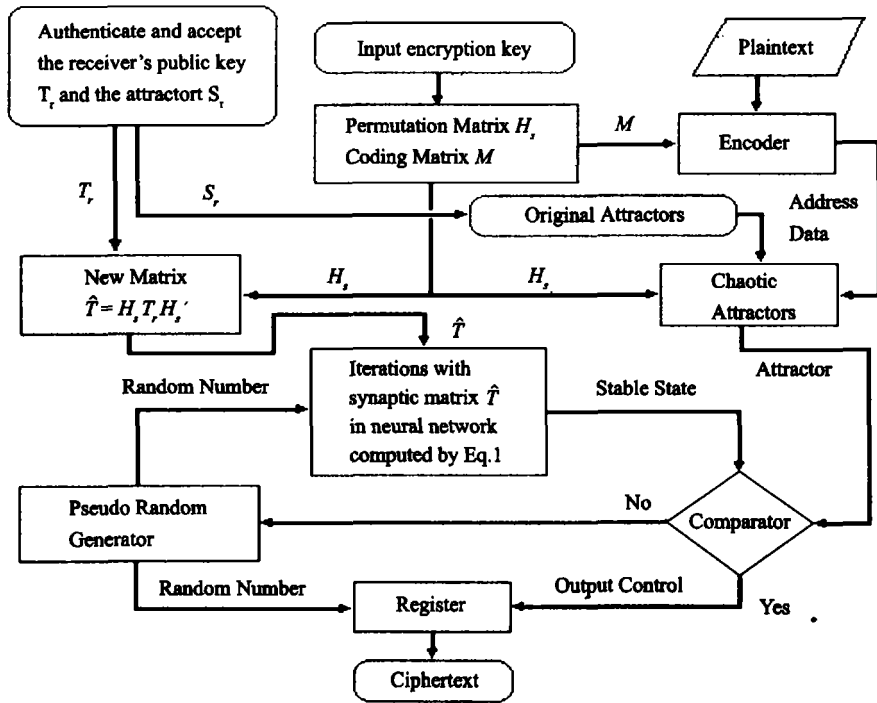 Authenticate and accept
the receiver's public key
T_r and the attractort S_r
Input encryption key
Plaintext
Permutation Matrix H_s
Coding Matrix M
M
Encoder
T_r
S_r
Original Attractors
Address
Data
New Matrix
T̂ = H_s T_r H_s′
H_s
H_s
Chaotic
Attractors
T̂
Random Number
Iterations with
synaptic matrix T̂
in neural network
computed by Eq.1
Stable State
Attractor
Pseudo Random
Generator
No
Comparator
Random Number
Register
Output Control
Yes
Ciphertext